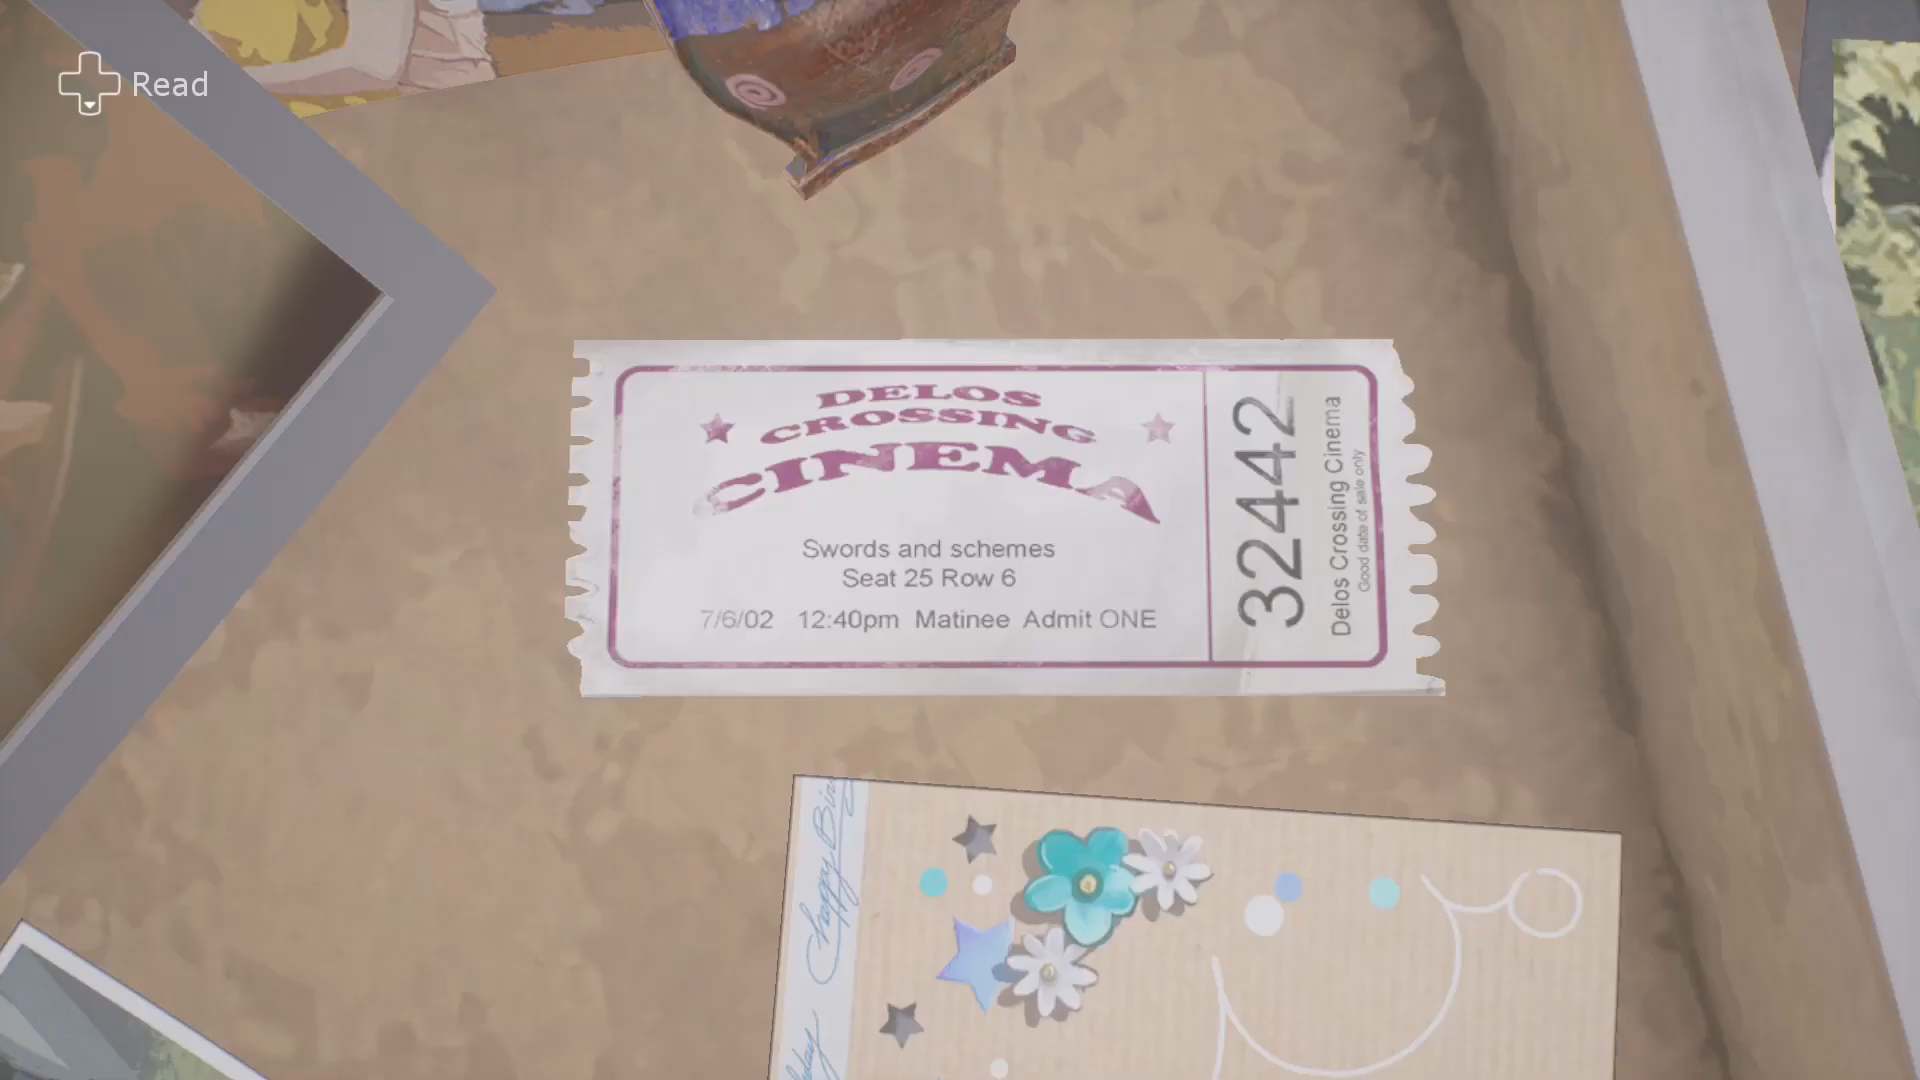 Read
DELOS
CROSSING
CINEMA
Swords and schemes
Seat 25 Row 6
7/6/02 12:40pm Matinee Admit ONE
32442
Delos Crossing Cinema
Good date of sale only
happy